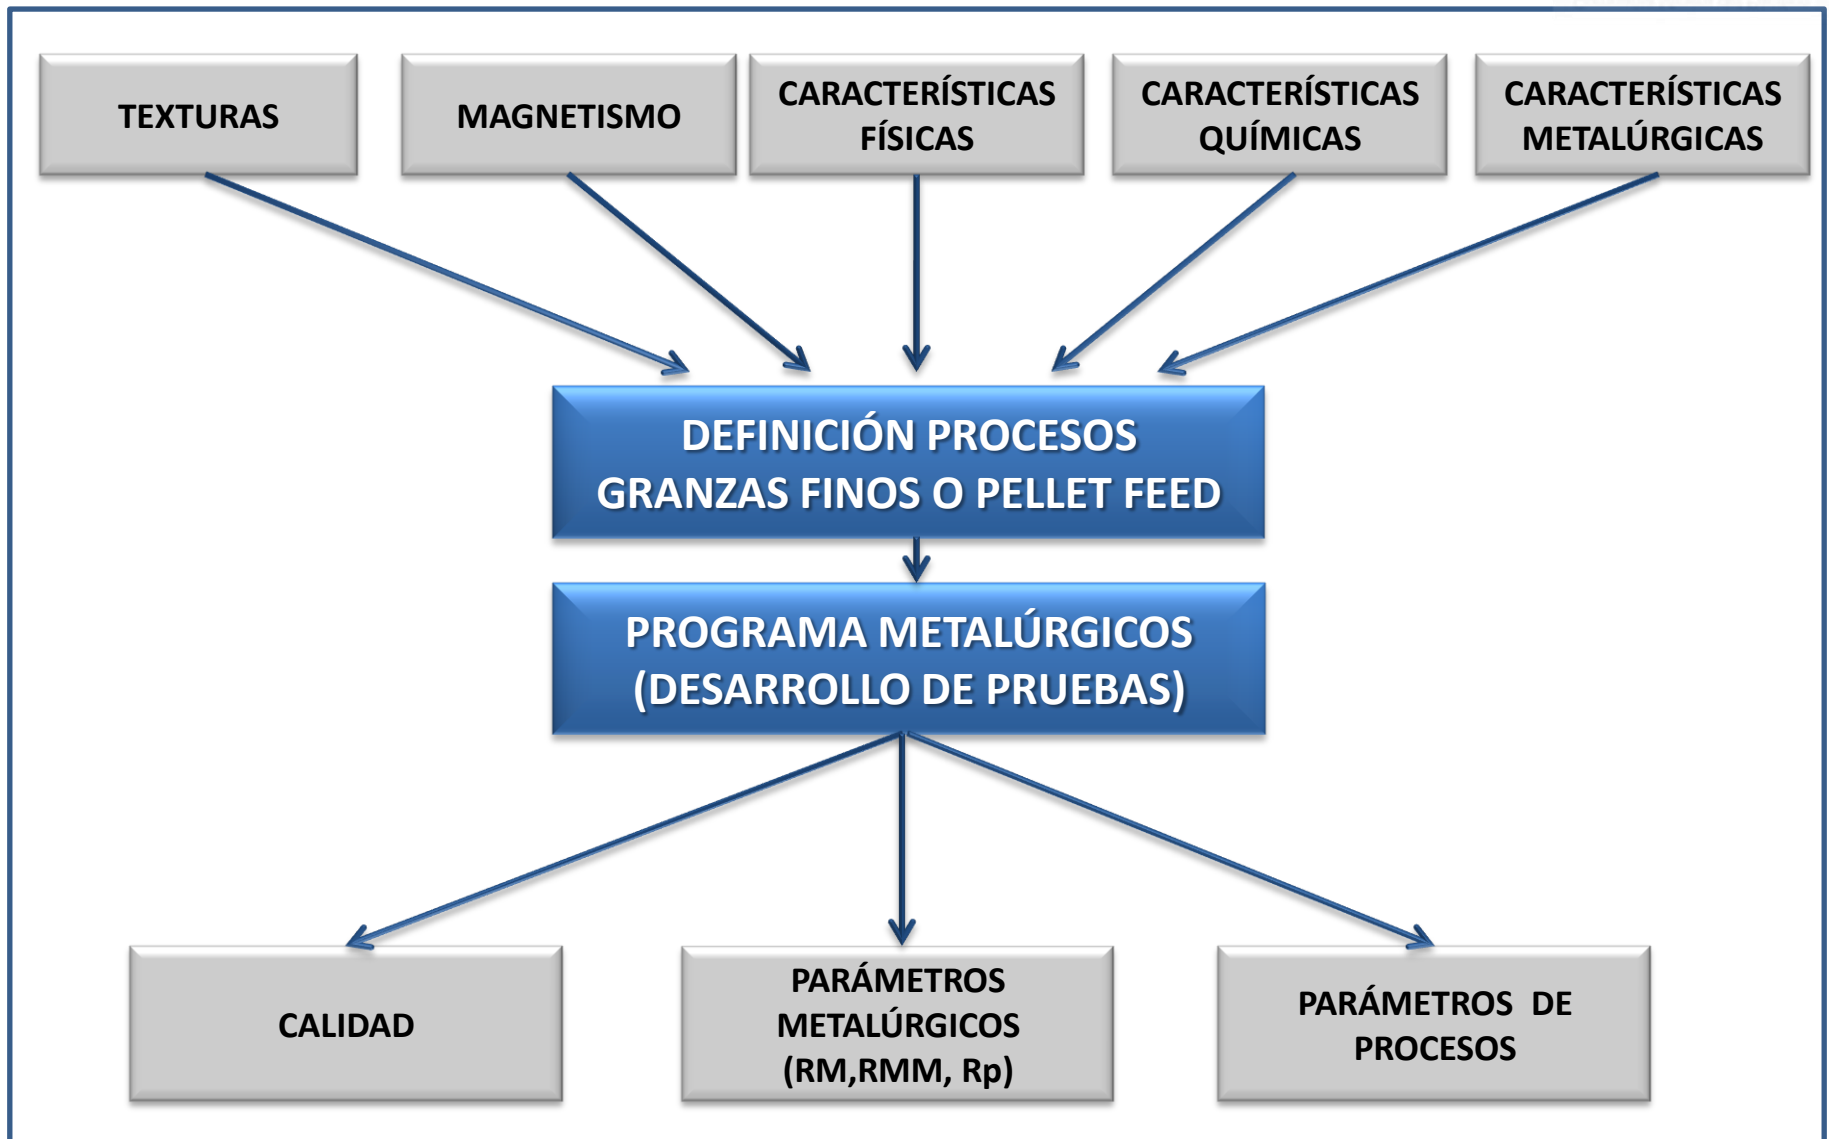 TEXTURAS
MAGNETISMO
CARACTERÍSTICAS
FÍSICAS
CARACTERÍSTICAS
QUÍMICAS
CARACTERÍSTICAS
METALÚRGICAS
DEFINICIÓN PROCESOS
GRANZAS FINOS O PELLET FEED
PROGRAMA METALÚRGICOS
(DESARROLLO DE PRUEBAS)
CALIDAD
PARÁMETROS
METALÚRGICOS
(RM,RMM, Rp)
PARÁMETROS DE
PROCESOS